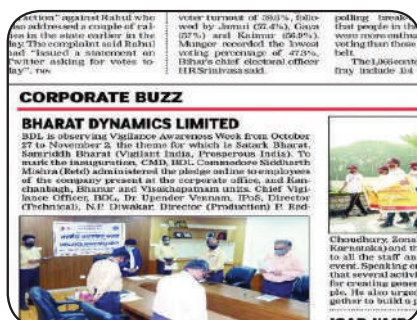 action" against Rahul who
also addressed a couple of ral-
lies in the state earlier in the
day. The complaint said Rahul
had "issued a statement on
Twitter asking for votes to-
day". TNN
voter turnout of 59.6%, follo-
wed by Jamui (57.4%), Gaya
(57%) and Kaimur (56.9%).
Munger recorded the lowest
voting percentage of 47.3%,
Bihar's chief electoral officer
H R Srinivasa said.
polling break
that people in the
were more enthu
voting than those
belt.
The 1,066 conte
fray include 114
CORPORATE BUZZ
BHARAT DYNAMICS LIMITED
BDL is observing Vigilance Awareness Week from October
27 to November 2, the theme for which is Satark Bharat,
Samriddh Bharat (Vigilant India, Prosperous India). To
mark the inauguration, CMD, BDL Commodore Siddharth
Mishra (Retd) administered the pledge online to employees
of the company present at the corporate office, and Kan-
chanbagh, Bhanur and Visakhapatnam units. Chief Vigi-
lance Officer, BDL, Dr Upender Vennam, IPoS, Director
(Technical), N.P. Diwakar, Director (Production) P. Rad-
Choudhury, Zona
Karnataka) and th
to all the staff an
event. Speaking on
that several activi
for creating gener
ple. He also urged
gether to build a p